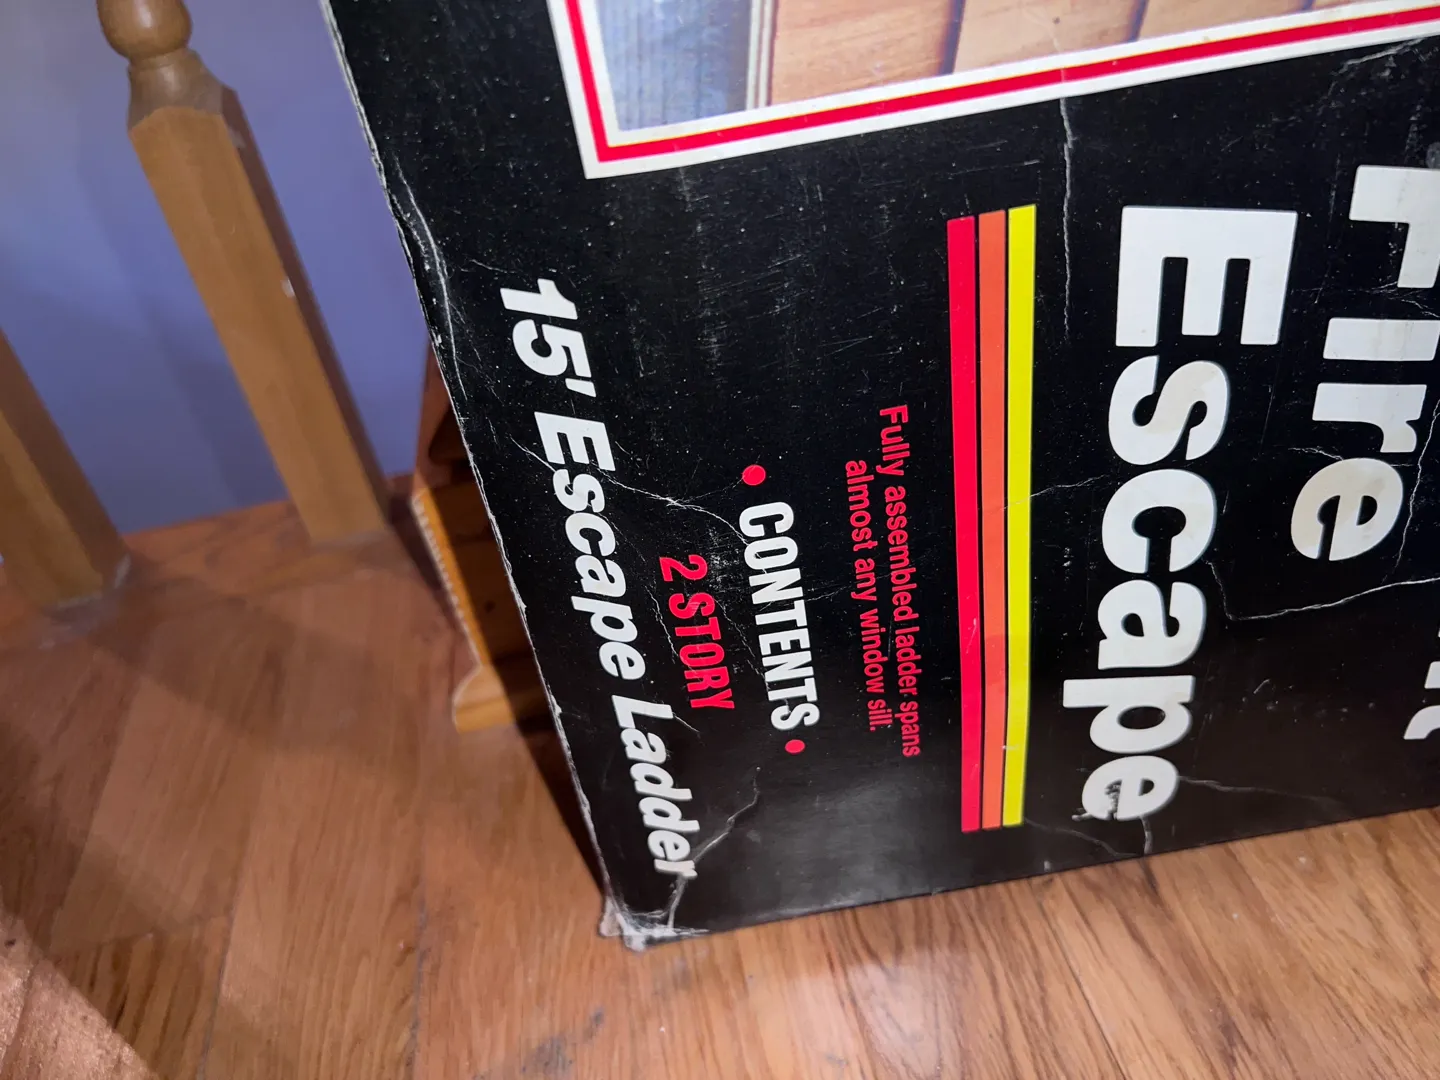 Fire
Escape
Fully assembled ladder spans
almost any window sill.
• CONTENTS •
2 STORY
15' Escape Ladder